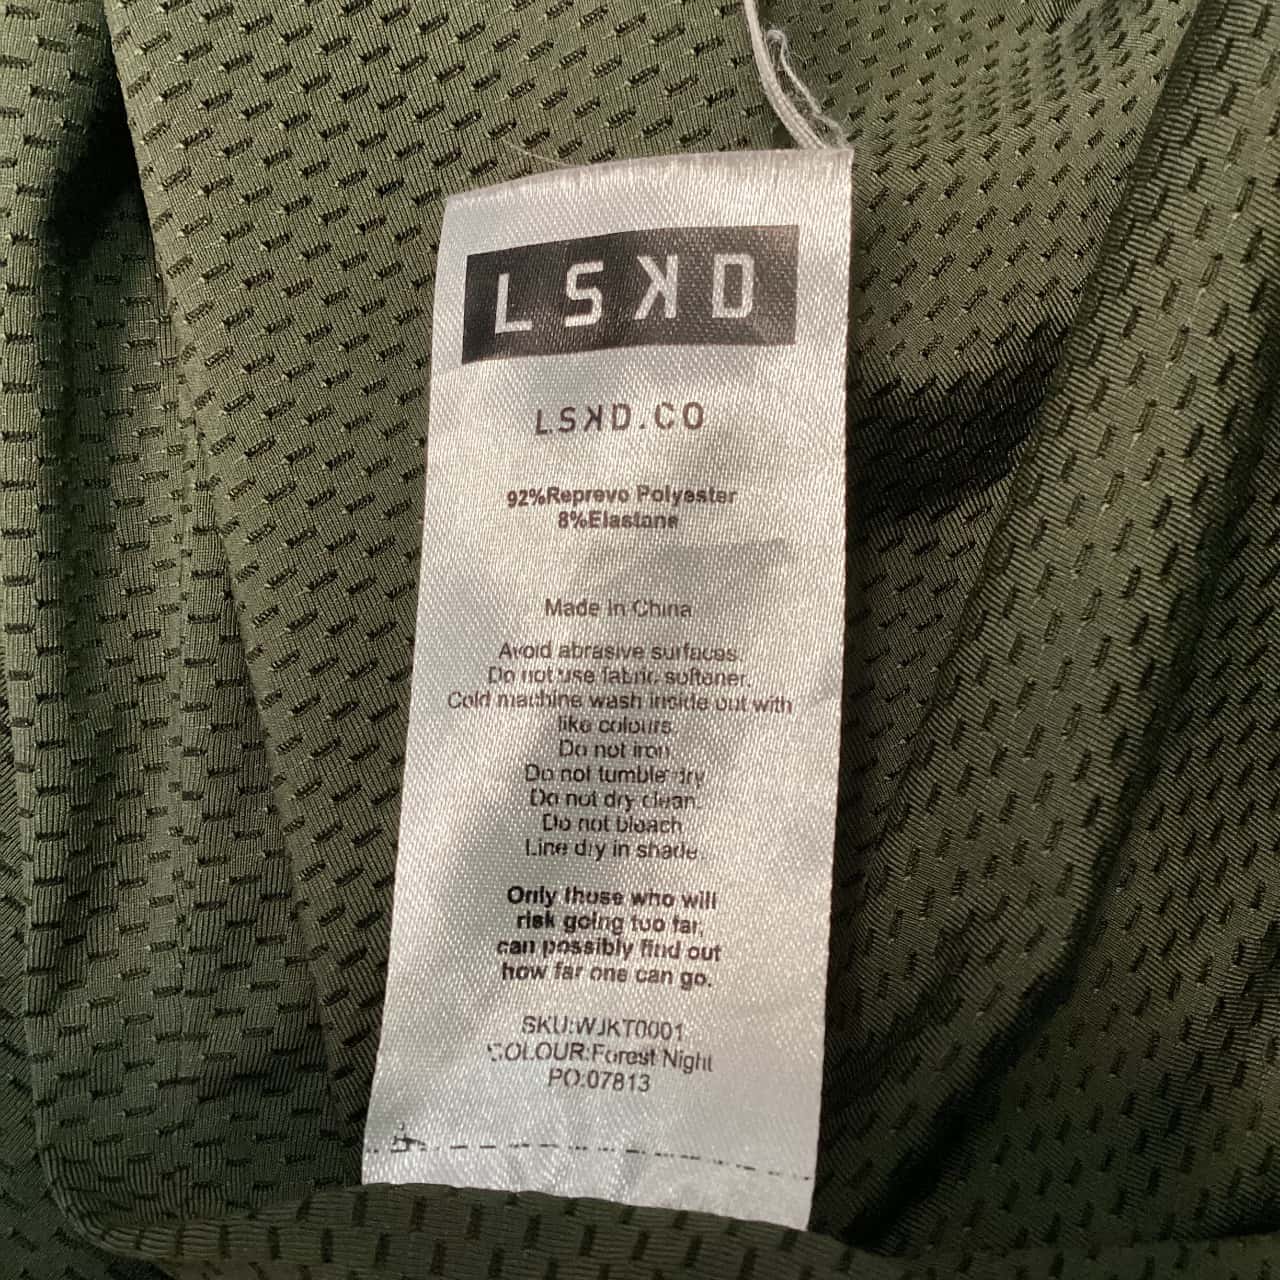 LSKD
LSKD.CO
92%Reprevo Polyester
8%Elastane
Made In China
Avoid abrasive surfaces.
Do not use fabric softener.
Cold machine wash inside out with
like colours.
Do not iron
Do not tumble dry
Do not dry clean.
Do not bleach
Line dry in shade.
Only those who will
risk going too far,
can possibly find out
how far one can go.
SKU:WJKT0001
COLOUR:Forest Night
PO:07813